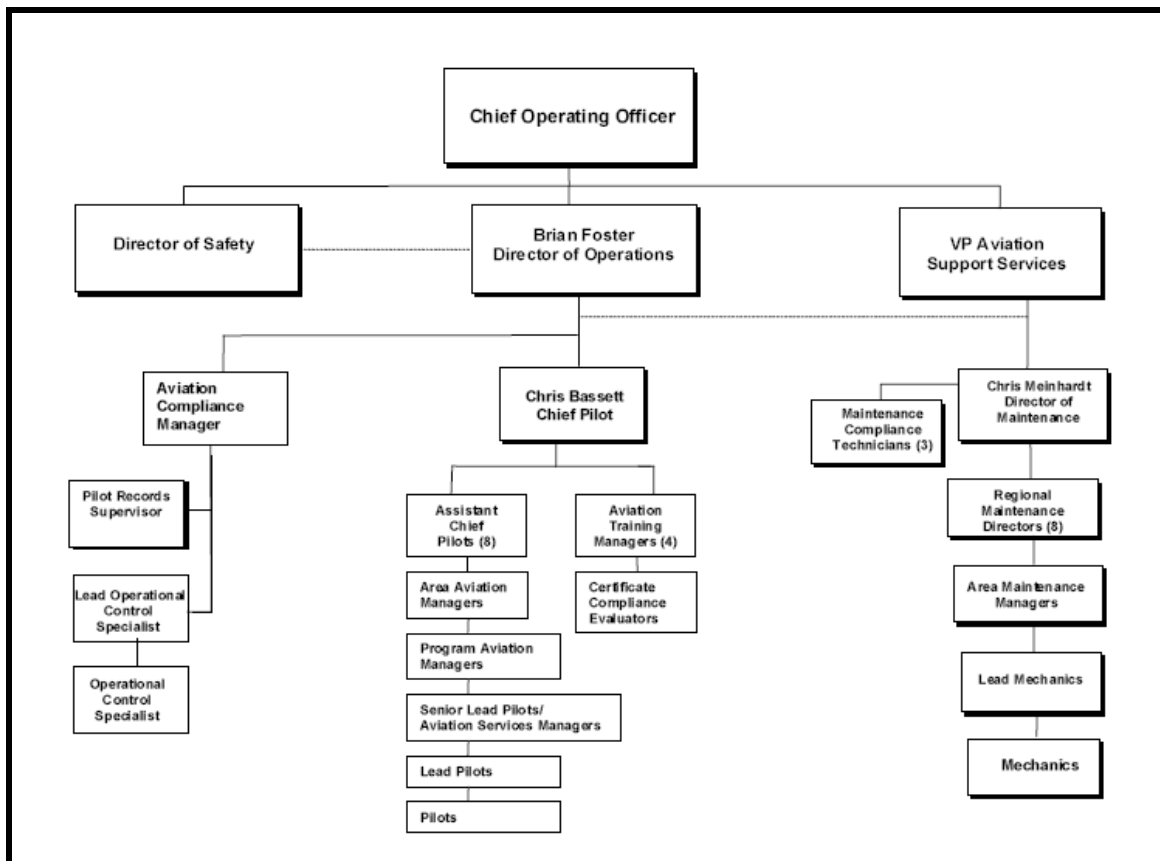 Chief Operating Officer
Director of Safety
Brian Foster
Director of Operations
VP Aviation
Support Services
Aviation
Compliance
Manager
Chris Bassett
Chief Pilot
Chris Meinhardt
Director of
Maintenance
Maintenance
Compliance
Technicians (3)
Pilot Records
Supervisor
Assistant
Chief
Pilots (8)
Aviation
Training
Managers (4)
Regional
Maintenance
Directors (8)
Lead Operational
Control
Specialist
Area Aviation
Managers
Certificate
Compliance
Evaluators
Area Maintenance
Managers
Program Aviation
Managers
Operational
Control
Specialist
Senior Lead Pilots/
Aviation Services Managers
Lead Mechanics
Lead Pilots
Mechanics
Pilots